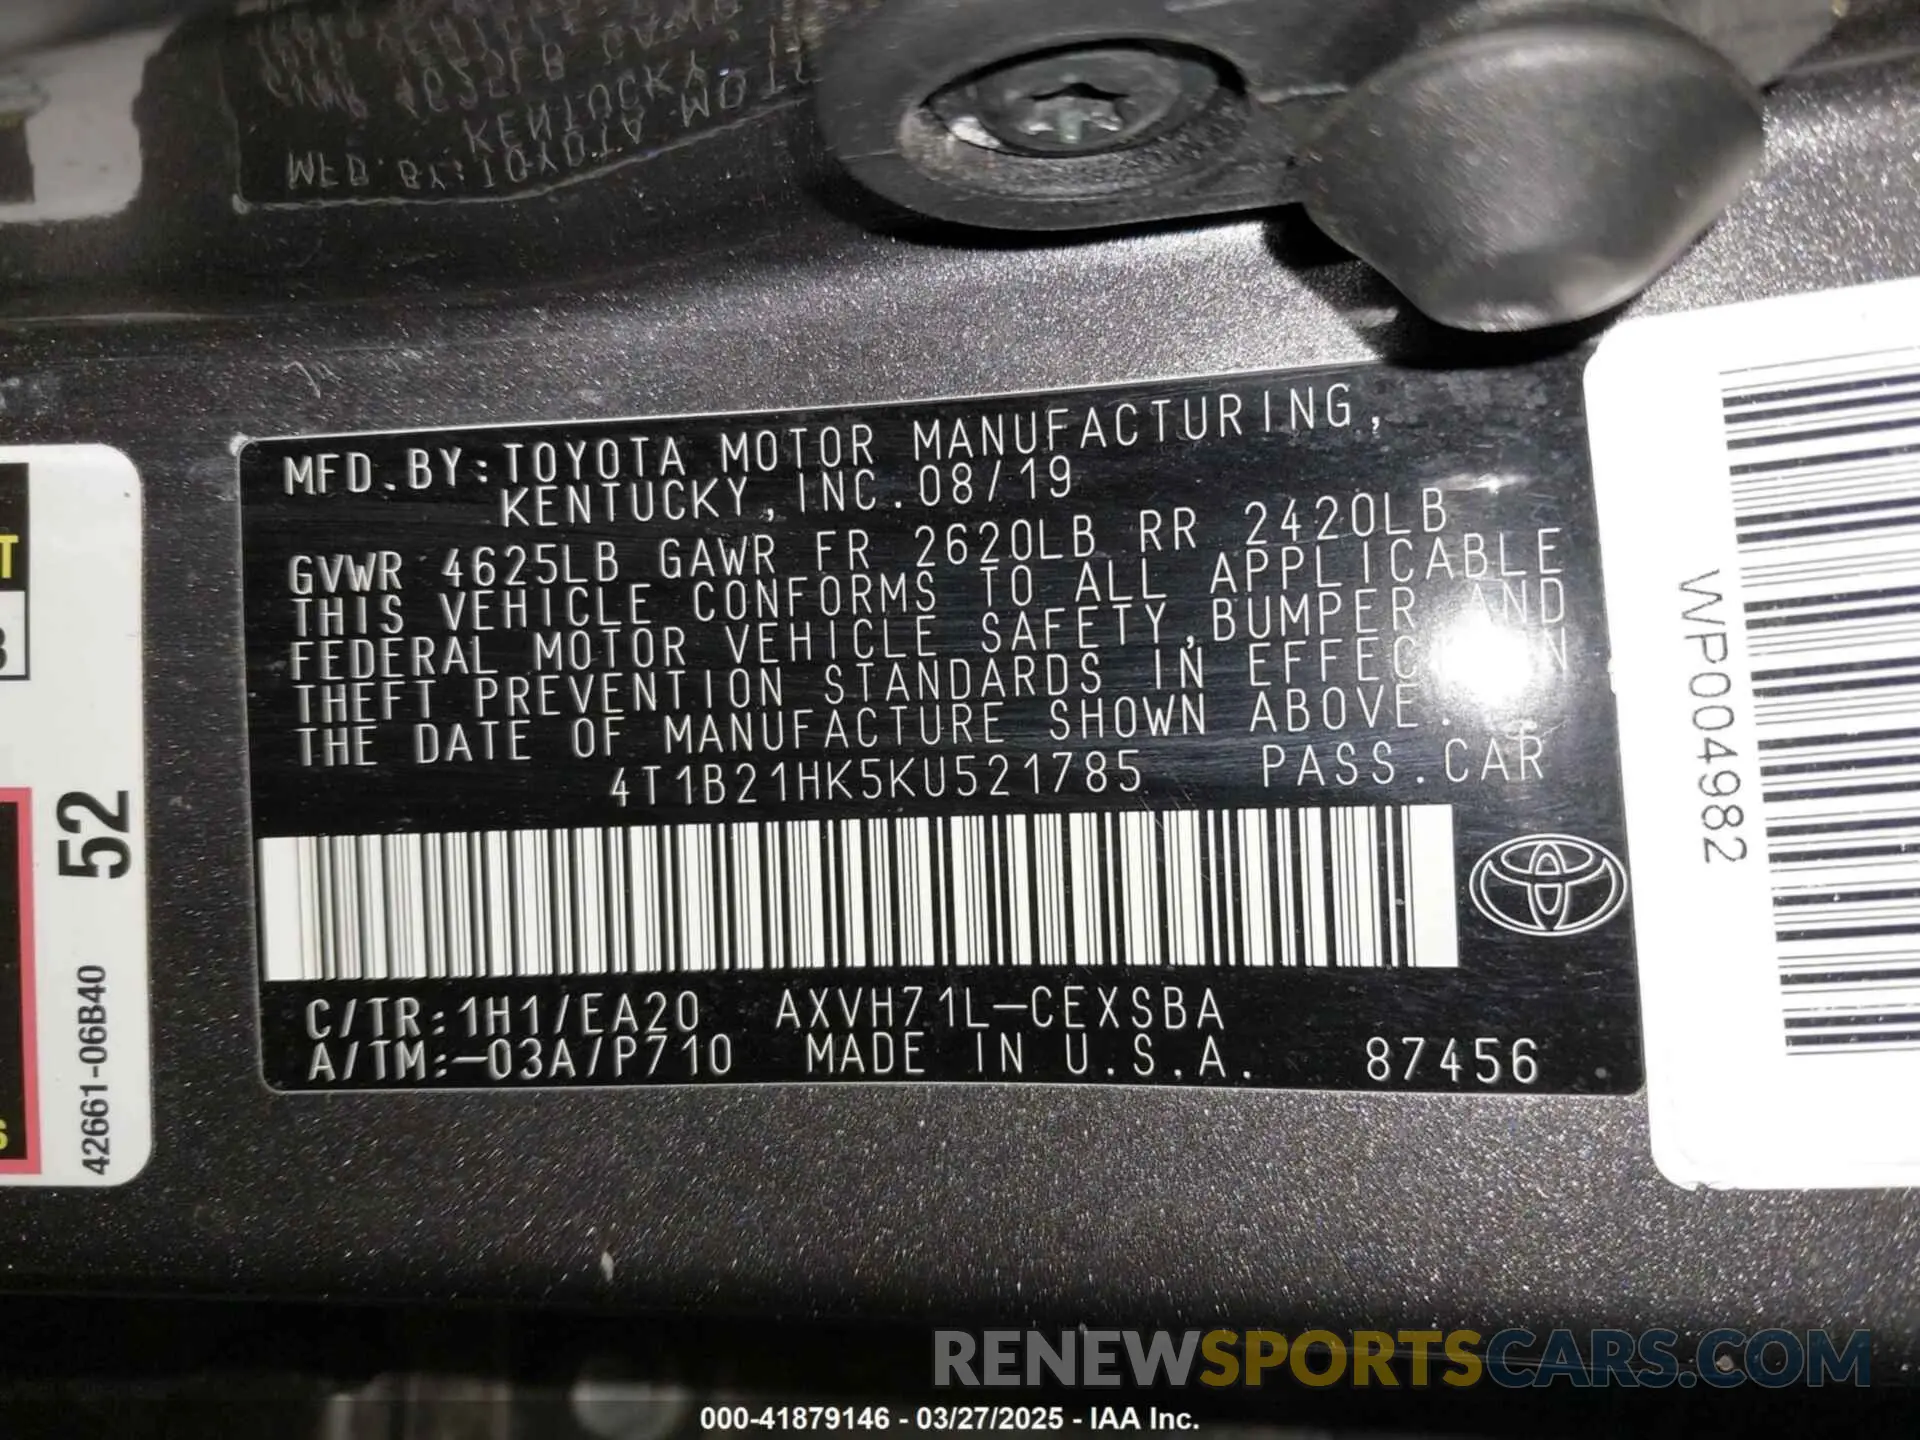 MFD.BY:TOYOTA MOTOR MANUFACTURING,
KENTUCKY,INC.08/19
GVWR 4625LB GAWR FR 2620LB RR 2420LB
THIS VEHICLE CONFORMS TO ALL APPLICABLE
FEDERAL MOTOR VEHICLE SAFETY,BUMPER AND
THEFT PREVENTION STANDARDS IN
THE DATE OF MANUFACTURE SHOWN ABOVE.
4T1B21HK5KU521785 PASS.CAR
C/TR:1H1/EA20 AXVH71L-CEXSBA
A/TM:-03A/P710 MADE IN U.S.A. 87456
52
42661-06B40
WP004982
RENEWSPORTSCARS.COM
000-41879146 - 03/27/2025 - IAA Inc.